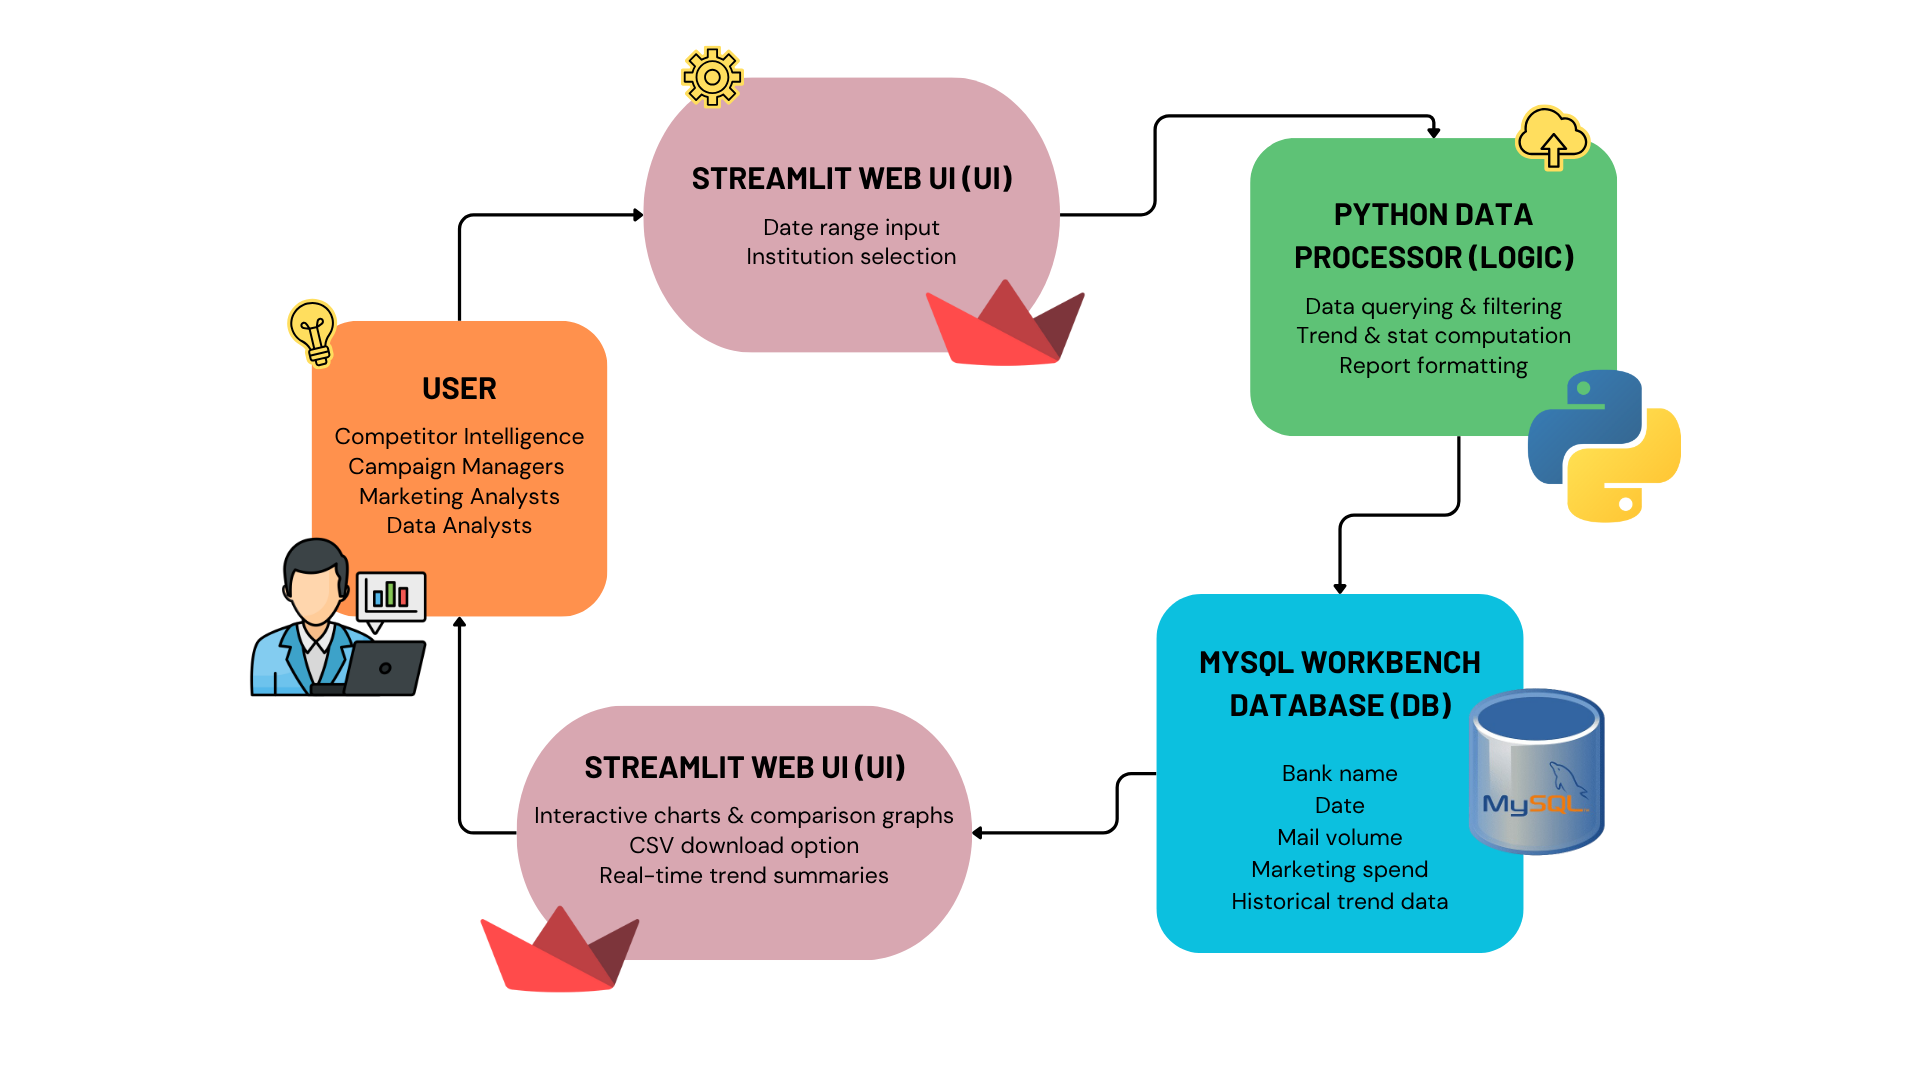 STREAMLIT WEB UI (UI)
Date range input
Institution selection
PYTHON DATA
PROCESSOR (LOGIC)
Data querying & filtering
Trend & stat computation
Report formatting
USER
Competitor Intelligence
Campaign Managers
Marketing Analysts
Data Analysts
MYSQL WORKBENCH
DATABASE (DB)
Bank name
Date
Mail volume
Marketing spend
Historical trend data
MySQL
STREAMLIT WEB UI (UI)
Interactive charts & comparison graphs
CSV download option
Real-time trend summaries